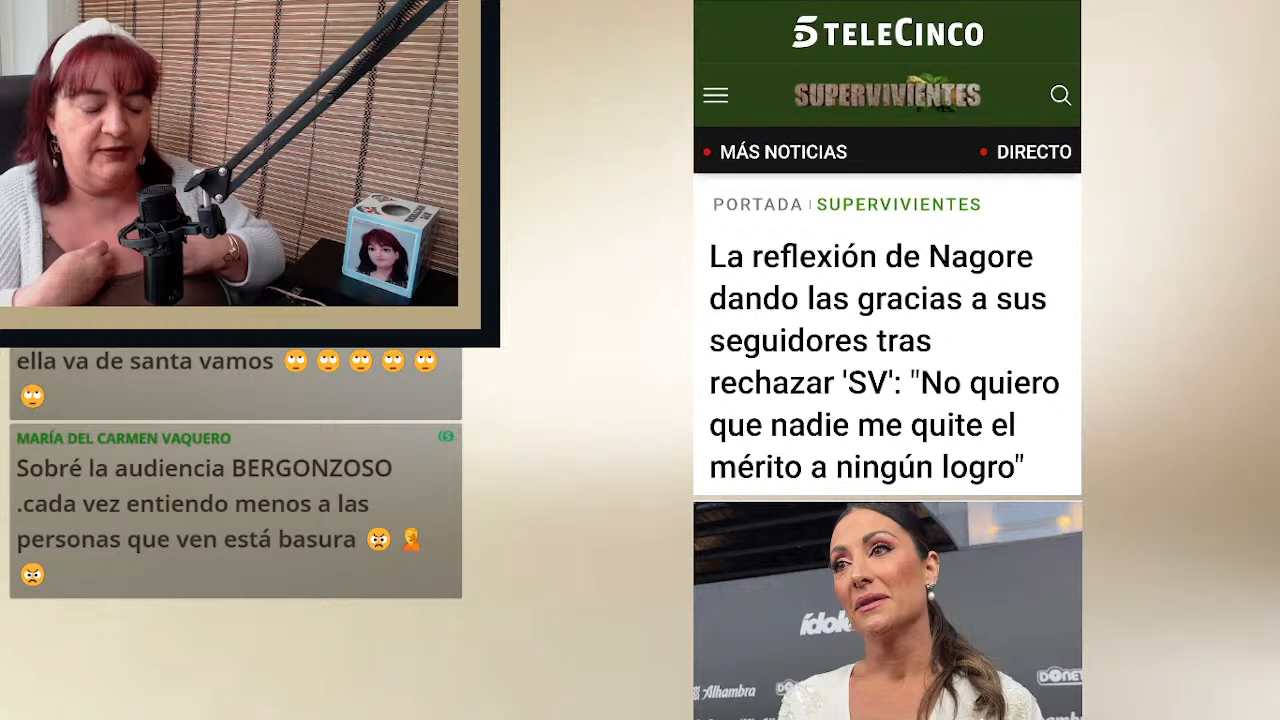 ella va de santa vamos 🙄 🙄 🙄 🙄 🙄
🙄
MARÍA DEL CARMEN VAQUERO
Sobré la audiencia BERGONZOSO
.cada vez entiendo menos a las
personas que ven está basura 😡 🤦
😡
TELECINCO
SUPERVIVIENTES
MÁS NOTICIAS
DIRECTO
PORTADA | SUPERVIVIENTES
La reflexión de Nagore
dando las gracias a sus
seguidores tras
rechazar 'SV': "No quiero
que nadie me quite el
mérito a ningún logro"
Alhambra